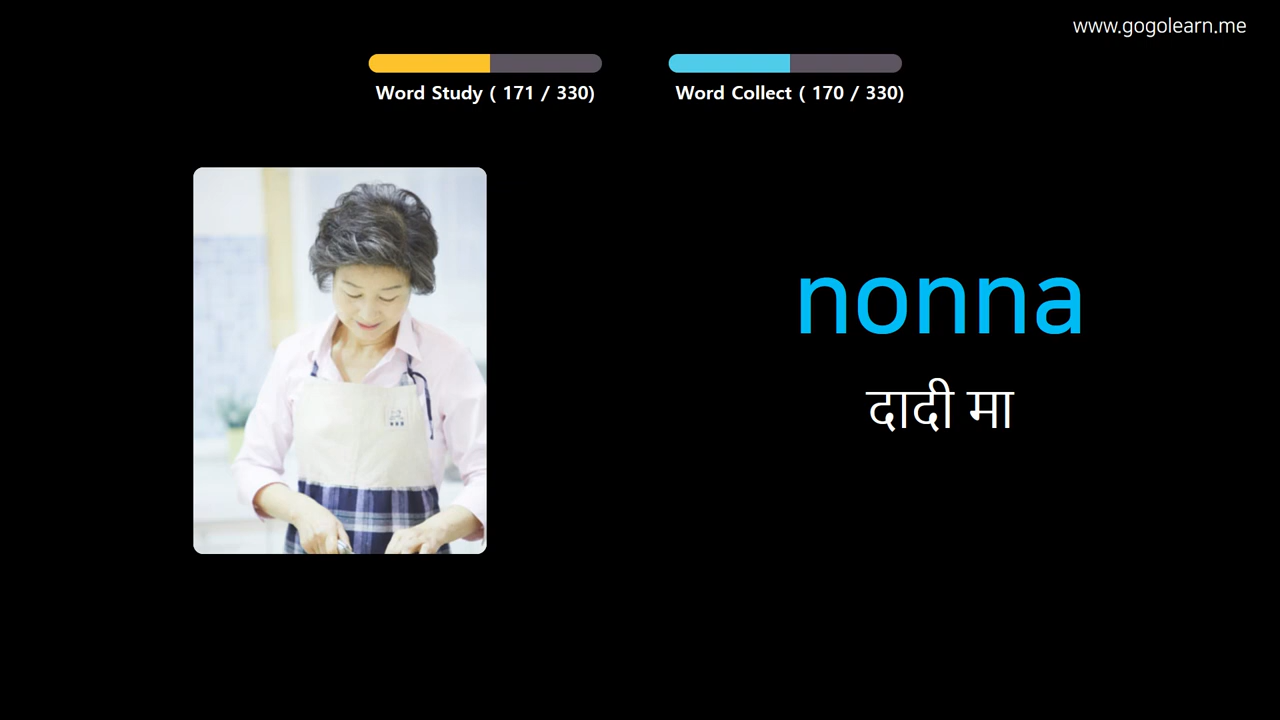 www.gogolearn.me
Word Study ( 171 / 330)
Word Collect ( 170 / 330)
nonna
दादी मा